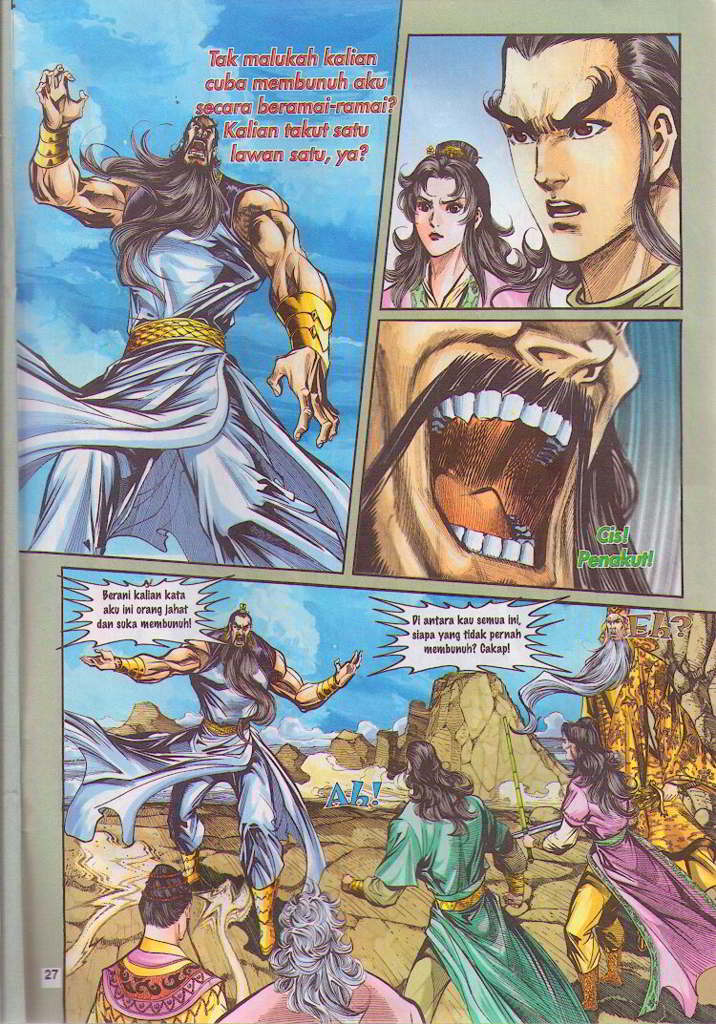 Tak malukah kalian
cuba membunuh aku
secara beramai-ramai?
Kalian takut satu
lawan satu, ya?
Cis!
Penakut!
Berani kalian kata
aku ini orang jahat
dan suka membunuh!
Di antara kau semua ini,
siapa yang tidak pernah
membunuh? Cakap!
EH?
Ah!
27